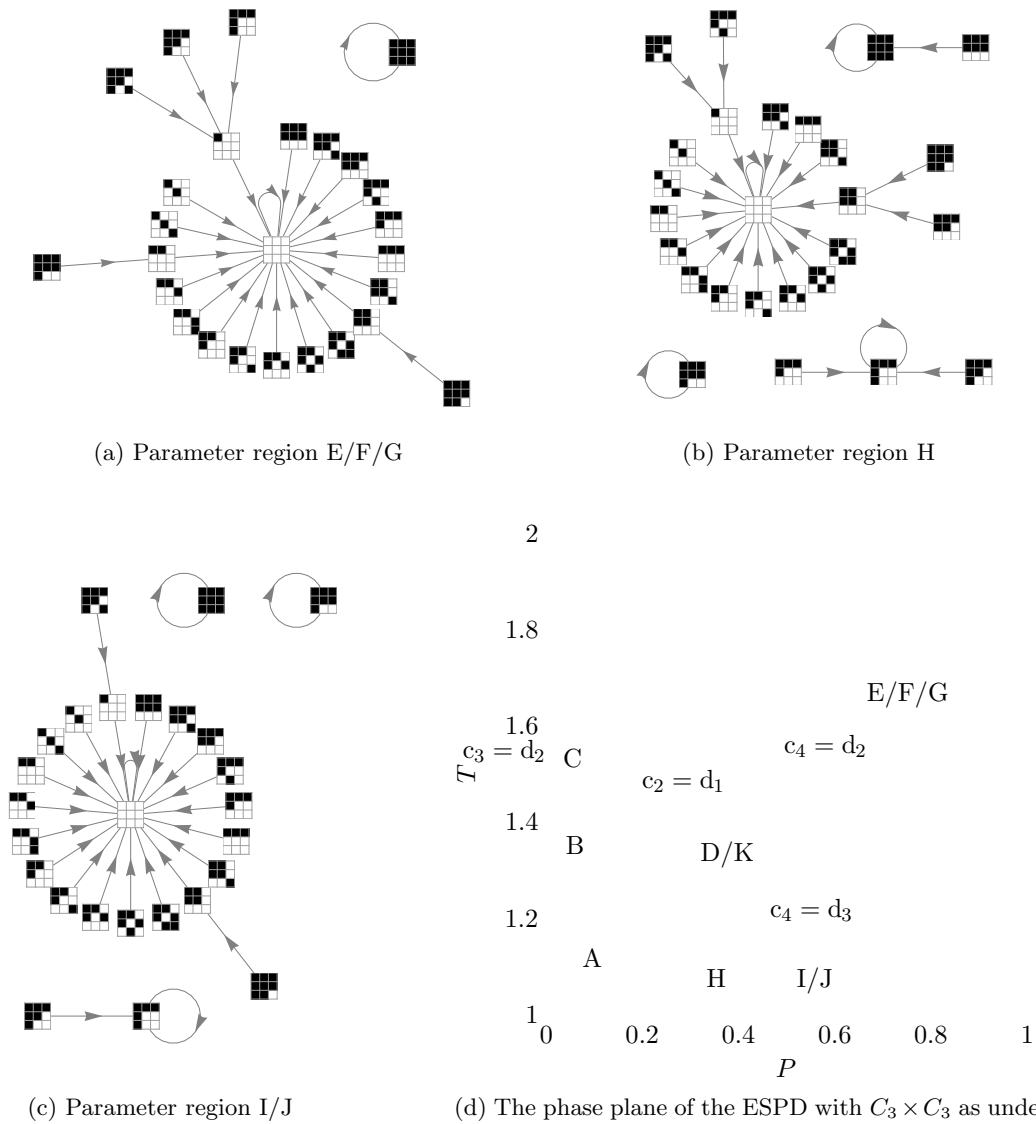 (a) Parameter region E/F/G
(b) Parameter region H
2
1.8
E/F/G
1.6
c₃ = d₂
C
c₄ = d₂
T
c₂ = d₁
1.4
B
D/K
1.2
c₄ = d₃
A
H
I/J
1
0
0.2
0.4
0.6
0.8
1
P
(c) Parameter region I/J
(d) The phase plane of the ESPD with C₃ × C₃ as unde